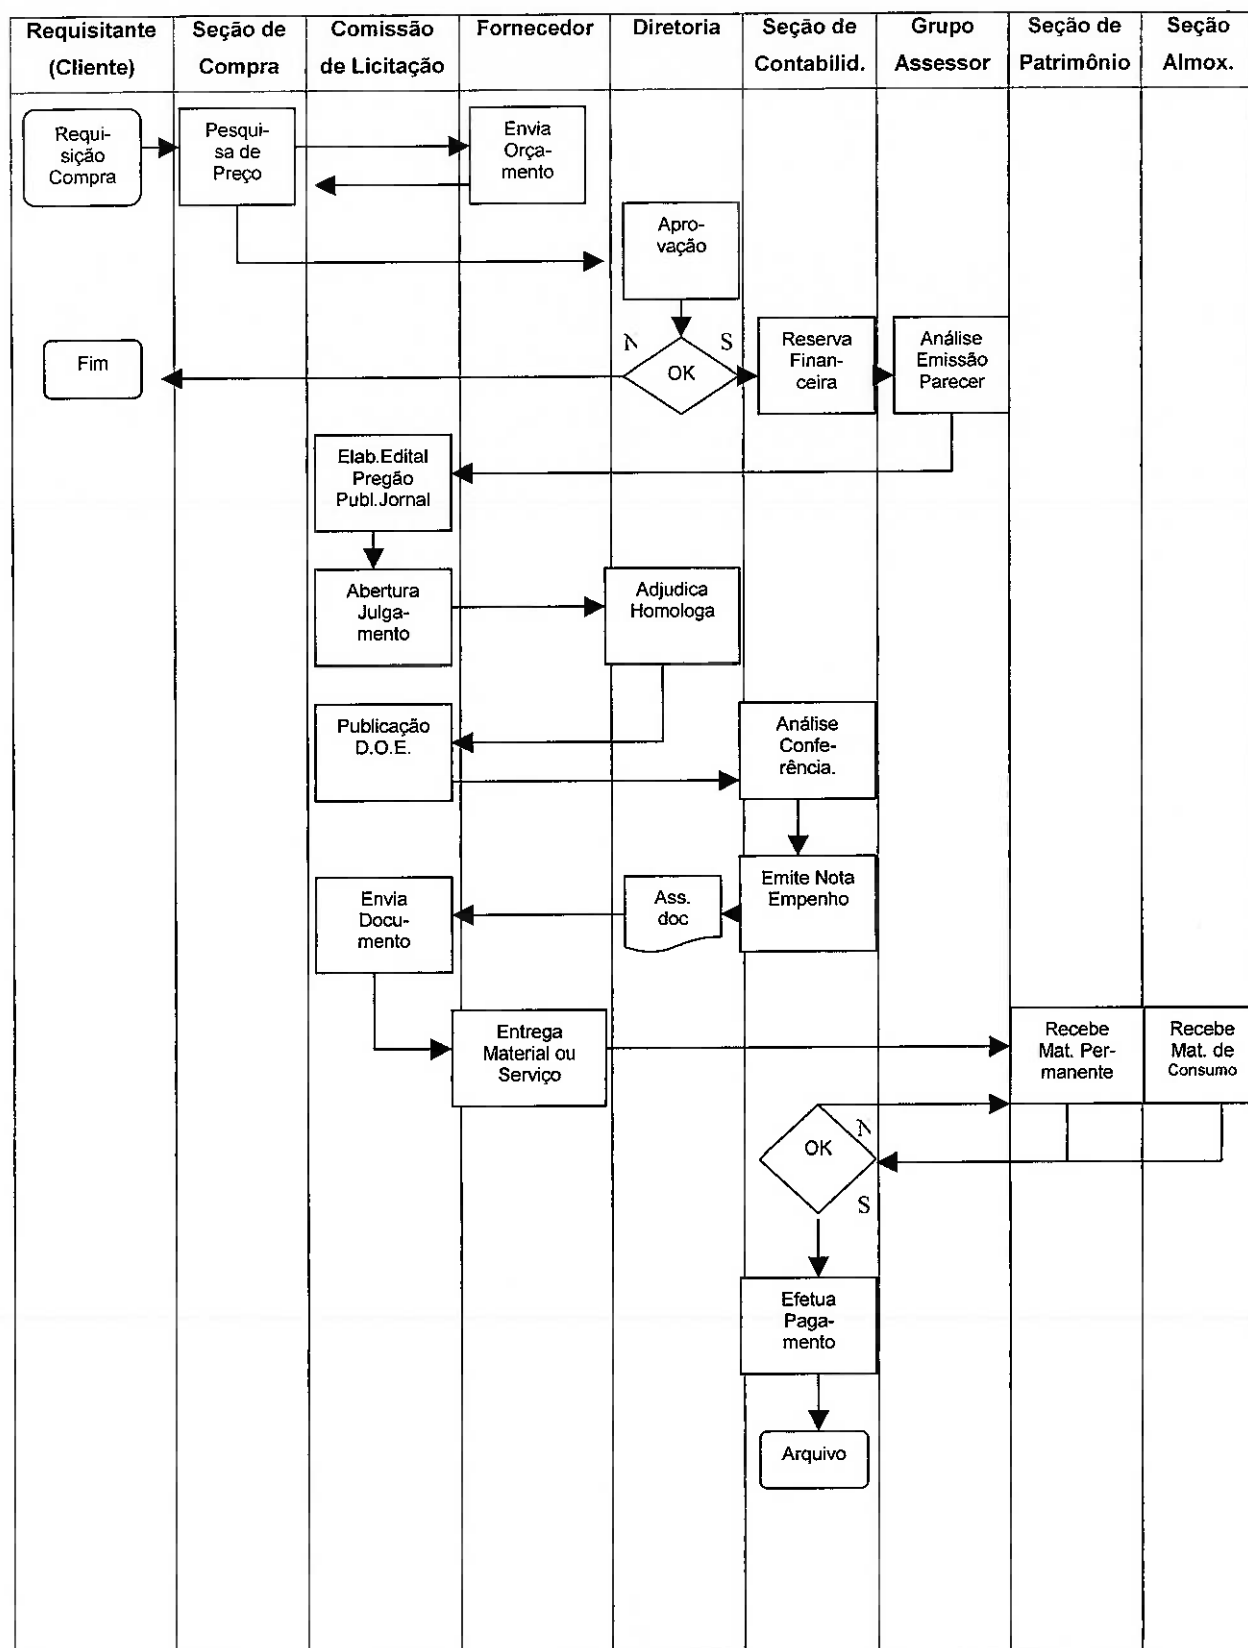 Requisitante
(Cliente)
Seção de
Compra
Comissão
de Licitação
Fornecedor
Diretoria
Seção de
Contabilid.
Grupo
Assessor
Seção de
Patrimônio
Seção
Almox.
Requi-
sição
Compra
Pesqui-
sa de
Preço
Envia
Orça-
mento
Apro-
vação
Fim
N
S
OK
Reserva
Finan-
ceira
Análise
Emissão
Parecer
Elab.Edital
Pregão
Publ.Jornal
Abertura
Julga-
mento
Adjudica
Homologa
Publicação
D.O.E.
Análise
Confe-
rência.
Envia
Docu-
mento
Ass.
doc
Emite Nota
Empenho
Entrega
Material ou
Serviço
Recebe
Mat. Per-
manente
Recebe
Mat. de
Consumo
OK
N
S
Efetua
Paga-
mento
Arquivo